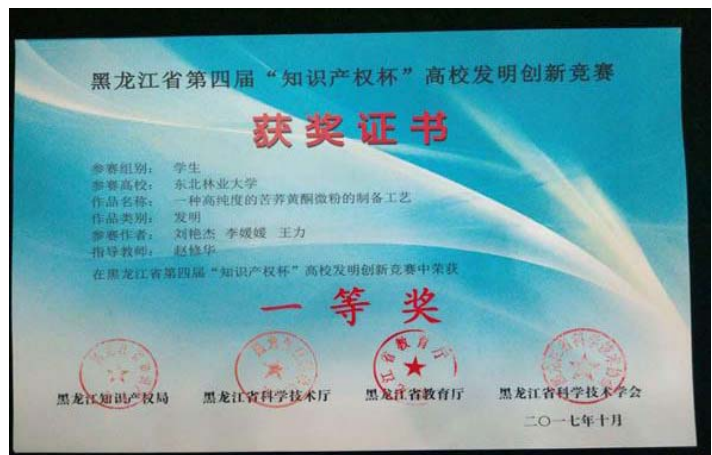 黑龙江省第四届“知识产权杯”高校发明创新竞赛
获奖证书
参赛组别： 学生
参赛高校： 东北林业大学
作品名称： 一种高纯度的苦荞黄酮微粉的制备工艺
作品类别： 发明
参赛作者： 刘艳杰 李媛媛 王力
指导教师： 赵修华
在黑龙江省第四届“知识产权杯”高校发明创新竞赛中荣获
一等奖
黑龙江知识产权局 黑龙江省科学技术厅 黑龙江省教育厅 黑龙江省科学技术学会
二〇一七年十月